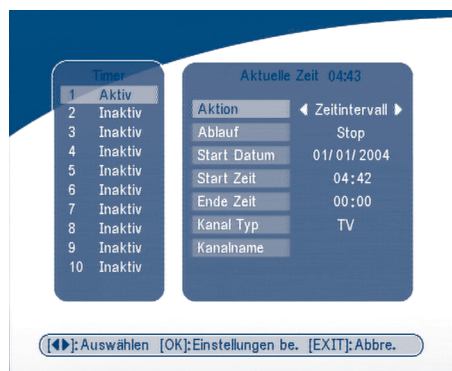 Timer
1 Aktiv
2 Inaktiv
3 Inaktiv
4 Inaktiv
5 Inaktiv
6 Inaktiv
7 Inaktiv
8 Inaktiv
9 Inaktiv
10 Inaktiv
Aktuelle Zeit 04:43
Aktion ◀ Zeitintervall ▶
Ablauf Stop
Start Datum 01/01/2004
Start Zeit 04:42
Ende Zeit 00:00
Kanal Typ TV
Kanalname
[◀▶]:Auswählen [OK]:Einstellungen be. [EXIT]:Abbre.